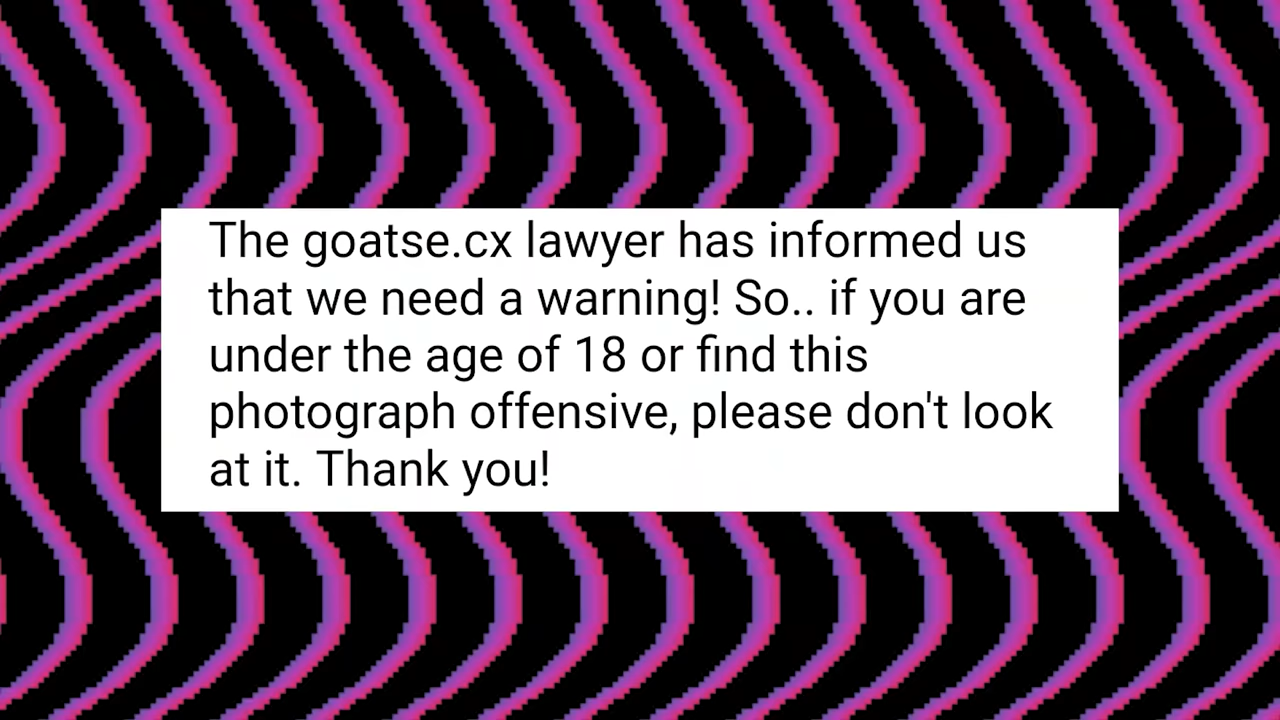 The goatse.cx lawyer has informed us
that we need a warning! So.. if you are
under the age of 18 or find this
photograph offensive, please don't look
at it. Thank you!